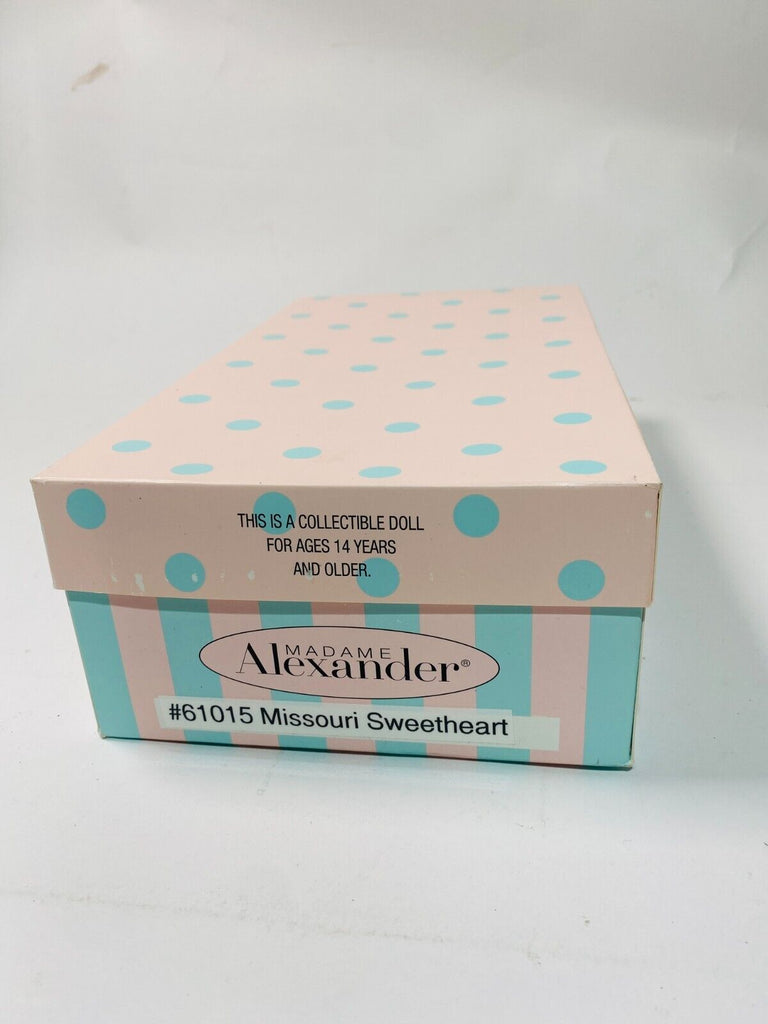 THIS IS A COLLECTIBLE DOLL
FOR AGES 14 YEARS
AND OLDER.
MADAME
Alexander®
#61015 Missouri Sweetheart